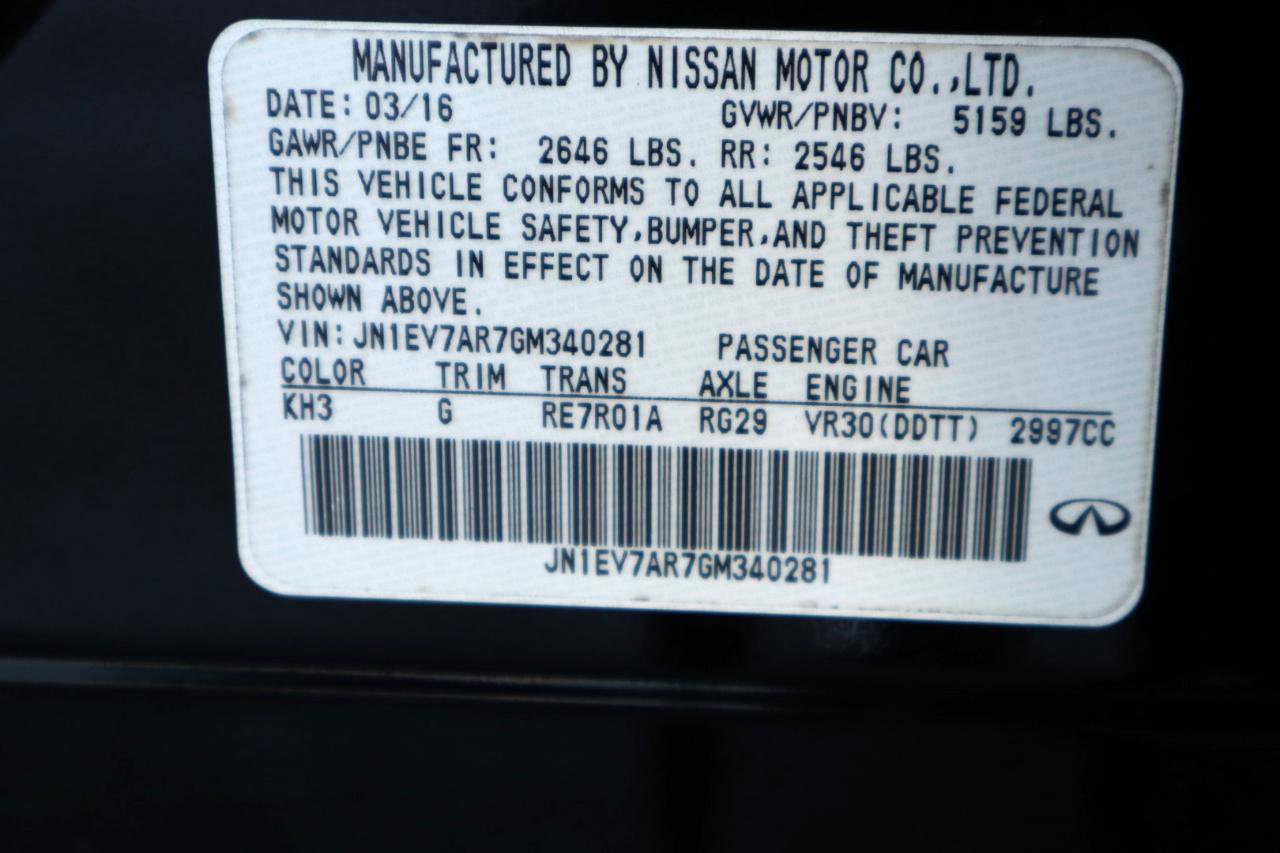 MANUFACTURED BY NISSAN MOTOR CO.,LTD.
DATE: 03/16 GVWR/PNBV: 5159 LBS.
GAWR/PNBE FR: 2646 LBS. RR: 2546 LBS.
THIS VEHICLE CONFORMS TO ALL APPLICABLE FEDERAL
MOTOR VEHICLE SAFETY,BUMPER,AND THEFT PREVENTION
STANDARDS IN EFFECT ON THE DATE OF MANUFACTURE
SHOWN ABOVE.
VIN:JN1EV7AR7GM340281 PASSENGER CAR
COLOR TRIM TRANS AXLE ENGINE
KH3 G RE7R01A RG29 VR30(DDTT) 2997CC
JN1EV7AR7GM340281